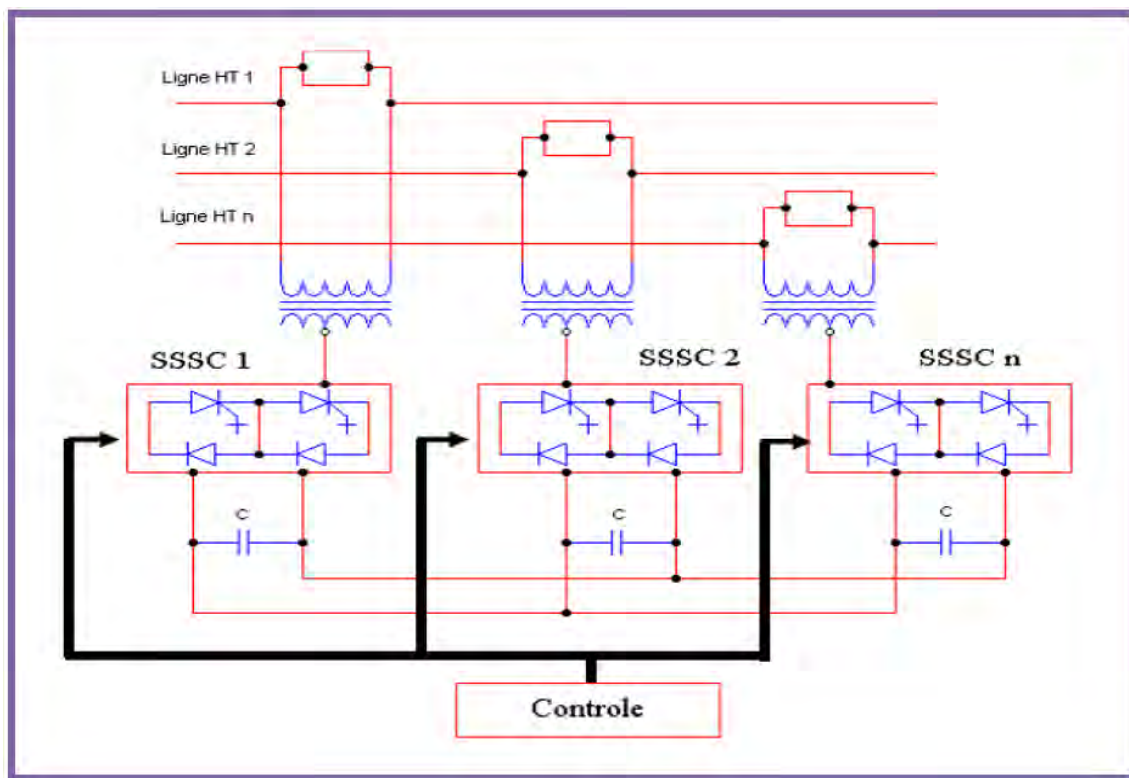 Ligne HT 1
Ligne HT 2
Ligne HT n
SSSC 1
SSSC 2
SSSC n
C
C
C
Controle